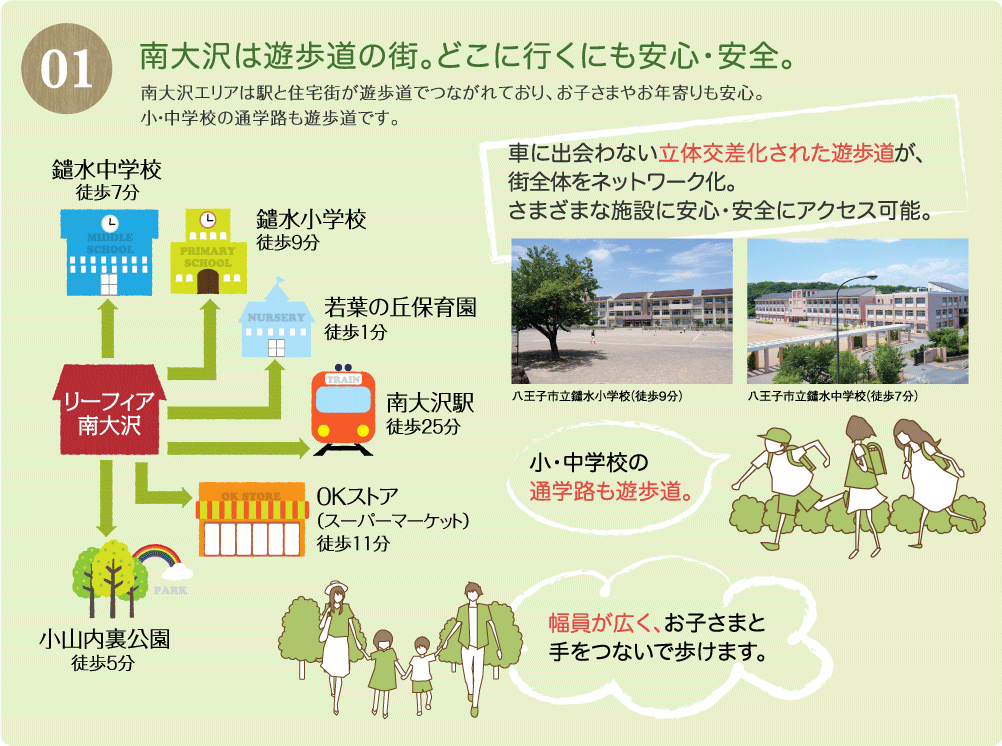 01
南大沢は遊歩道の街。どこに行くにも安心・安全。
南大沢エリアは駅と住宅街が遊歩道でつながれており、お子さまやお年寄りも安心。
小・中学校の通学路も遊歩道です。
車に出会わない立体交差化された遊歩道が、
街全体をネットワーク化。
さまざまな施設に安心・安全にアクセス可能。
鑓水中学校
徒歩7分
MIDDLE
SCHOOL
鑓水小学校
徒歩9分
PRIMARY
SCHOOL
若葉の丘保育園
徒歩1分
NURSERY
リーフィア
南大沢
TRAIN
南大沢駅
徒歩25分
OK STORE
OKストア
(スーパーマーケット)
徒歩11分
PARK
小山内裏公園
徒歩5分
八王子市立鑓水小学校(徒歩9分)
八王子市立鑓水中学校(徒歩7分)
小・中学校の
通学路も遊歩道。
幅員が広く、お子さまと
手をつないで歩けます。